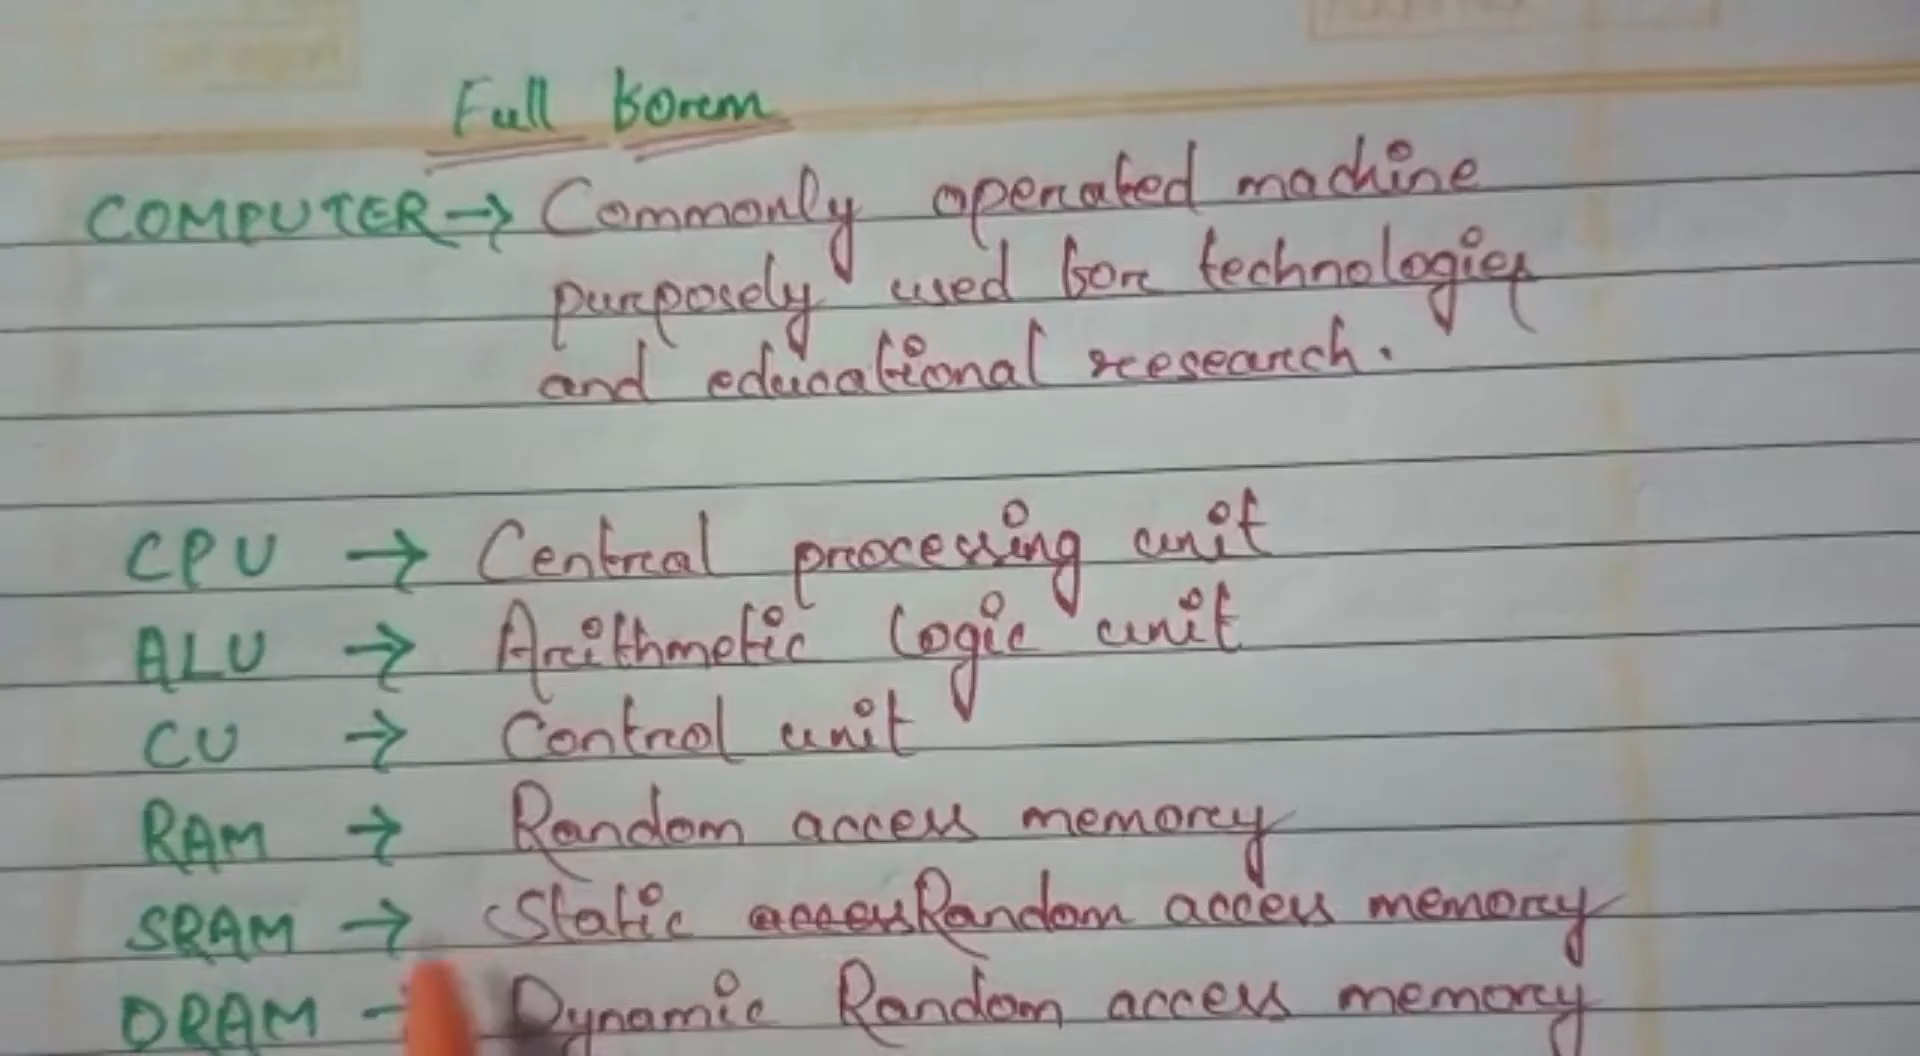 Full form
COMPUTER → Commonly operated machine
purposely used for technologies
and educational research.
CPU → Central processing unit
ALU → Arithmetic Logic unit
CU → Control unit
RAM → Random access memory
SRAM → Static access Random access memory
DRAM → Dynamic Random access memory